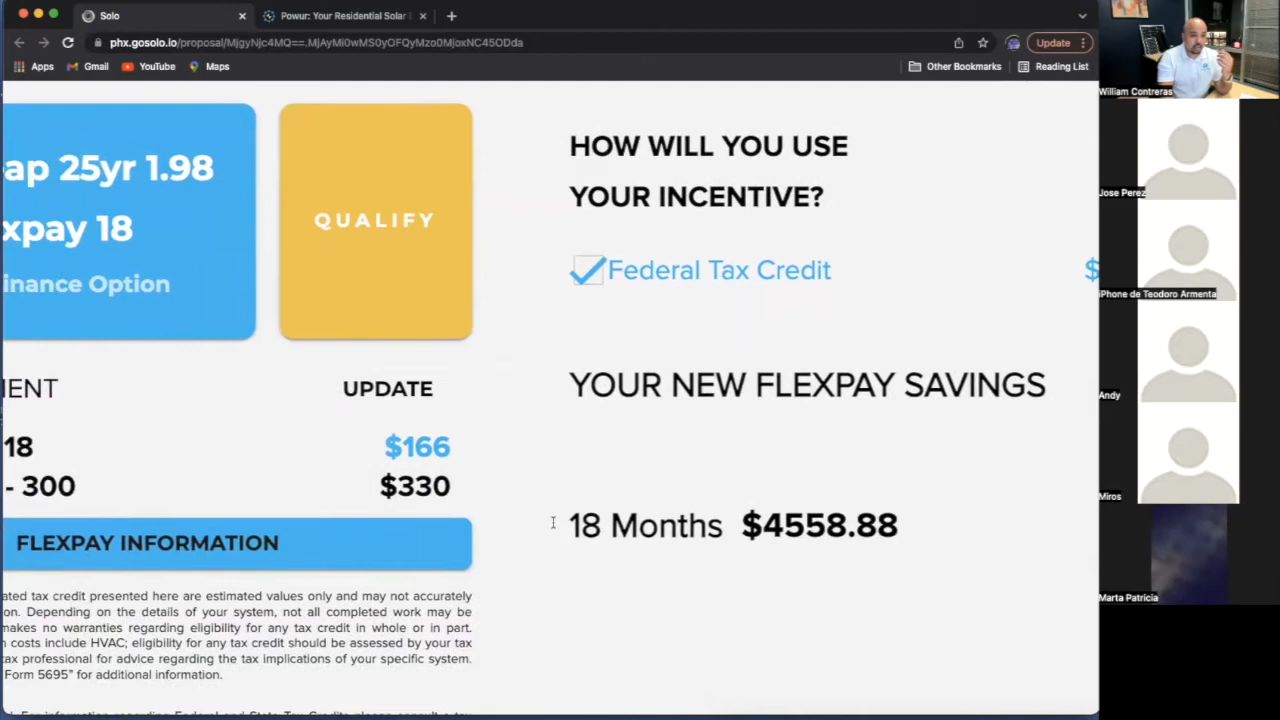 Solo
Powur: Your Residential Solar
phx.gosolo.io/proposal/MjgyNjc4MQ==.MjAyMi0wMS0yOFQyMzo0MjoxNC45ODda
Update
Apps
Gmail
YouTube
Maps
Other Bookmarks
Reading List
ap 25yr 1.98
xpay 18
inance Option
QUALIFY
HOW WILL YOU USE
YOUR INCENTIVE?
Federal Tax Credit
$
IENT
UPDATE
18
$166
- 300
$330
FLEXPAY INFORMATION
YOUR NEW FLEXPAY SAVINGS
18 Months $4558.88
ated tax credit presented here are estimated values only and may not accurately
on. Depending on the details of your system, not all completed work may be
makes no warranties regarding eligibility for any tax credit in whole or in part.
n costs include HVAC; eligibility for any tax credit should be assessed by your tax
tax professional for advice regarding the tax implications of your specific system.
Form 5695" for additional information.
William Contreras
Jose Perez
iPhone de Teodoro Armenta
Andy
Miros
Marta Patricia